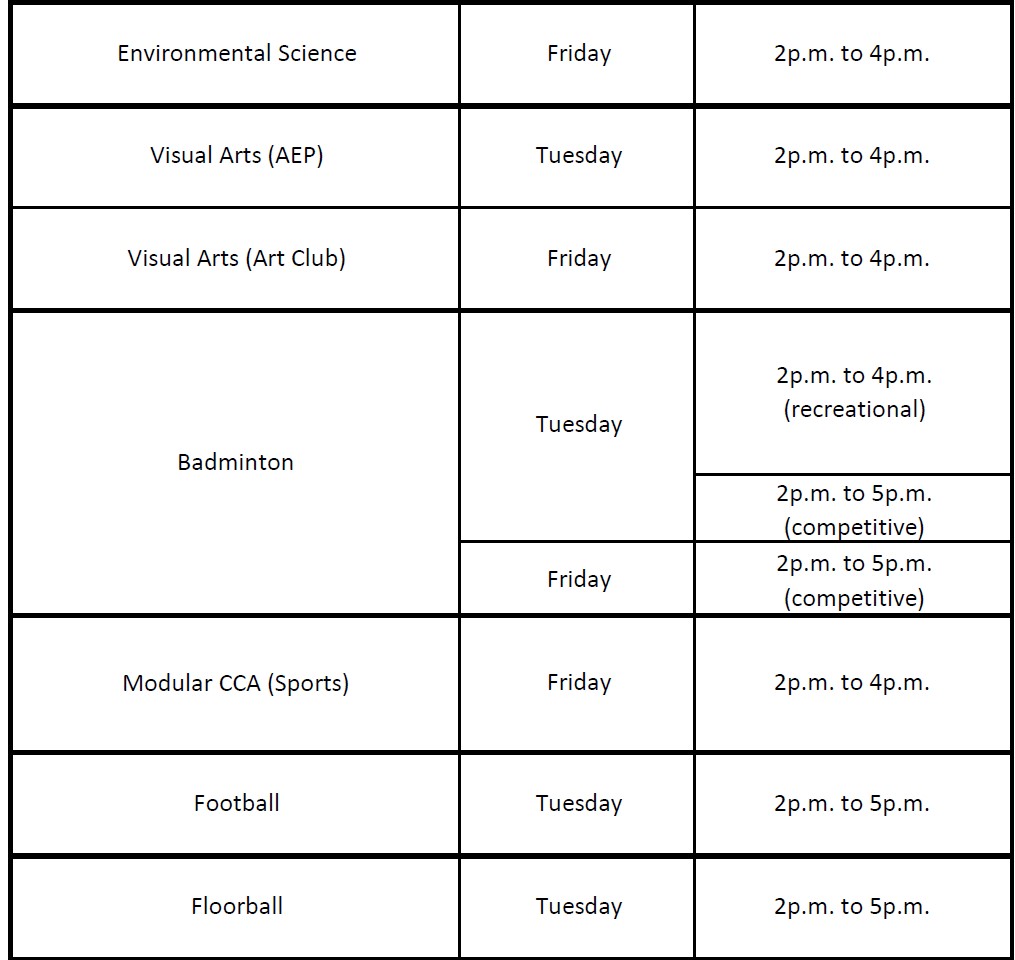 Environmental Science Friday 2p.m. to 4p.m.
Visual Arts (AEP) Tuesday 2p.m. to 4p.m.
Visual Arts (Art Club) Friday 2p.m. to 4p.m.
Badminton
Tuesday
2p.m. to 4p.m.
(recreational)
2p.m. to 5p.m.
(competitive)
Friday
2p.m. to 5p.m.
(competitive)
Modular CCA (Sports) Friday 2p.m. to 4p.m.
Football Tuesday 2p.m. to 5p.m.
Floorball Tuesday 2p.m. to 5p.m.